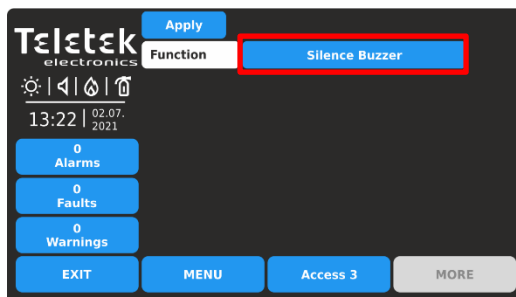 Teletek
electronics
Apply
Function
Silence Buzzer
13:22 | 02.07.
2021
0
Alarms
0
Faults
0
Warnings
EXIT
MENU
Access 3
MORE